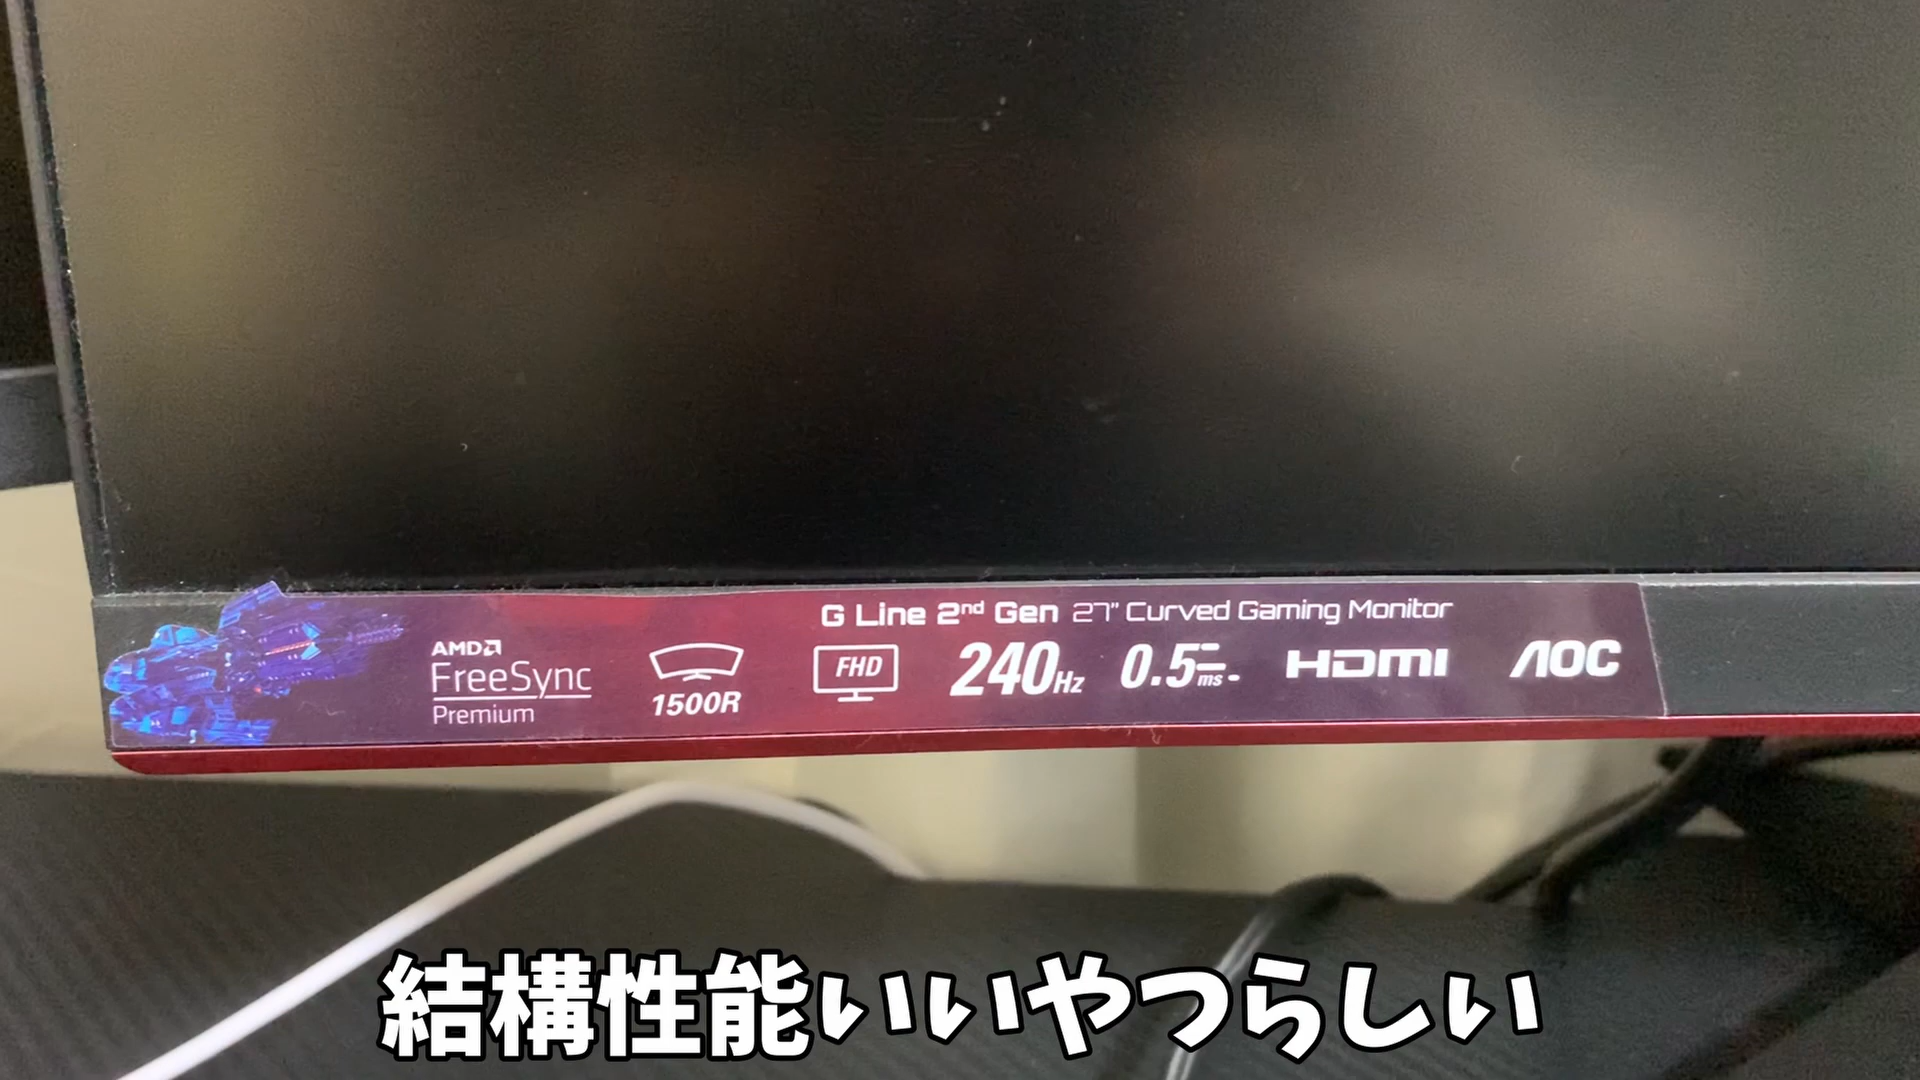 G Line 2nd Gen 27" Curved Gaming Monitor
AMD
FreeSync
Premium
1500R
FHD
240Hz
0.5ms
HDMI
AOC
結構性能いいやつらしい